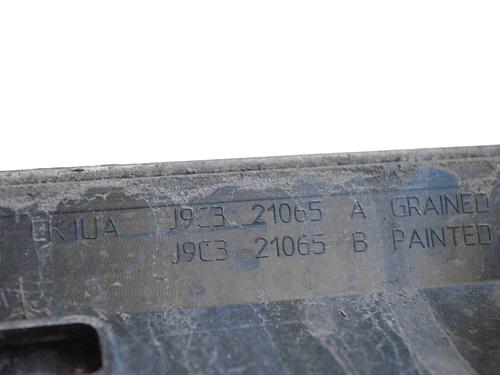 CK1UA J9C3 21065 A GRAINED
J9C3 21065 B PAINTED